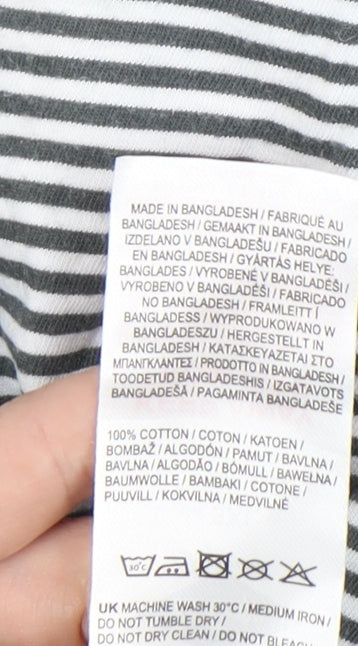 MADE IN BANGLADESH / FABRIQUÉ AU
BANGLADESH / GEMAAKT IN BANGLADESH /
IZDELANO V BANGLADEŠU / FABRICADO
EN BANGLADESH / GYÁRTÁS HELYE:
BANGLADES / VYROBENÉ V BANGLADÉŠI /
VYROBENO V BANGLADÉŠI / FABRICADO
NO BANGLADESH / FRAMLEITT Í
BANGLADESS / WYPRODUKOWANO W
BANGLADESZU / HERGESTELLT IN
BANGLADESH / ΚΑΤΑΣΚΕΥΑΖΕΤΑΙ ΣΤΟ
ΜΠΑΝΓΚΛΑΝΤΕΣ / PRODOTTO IN BANGLADESH /
TOODETUD BANGLADESHIS / IZGATAVOTS
BANGLADEŠĀ / PAGAMINTA BANGLADEŠE
100% COTTON / COTON / KATOEN /
BOMBAŽ / ALGODÓN / PAMUT / BAVLNA /
BAVLNA / ALGODÃO / BÓMULL / BAWEŁNA /
BAUMWOLLE / BAMBAKI / COTONE /
PUUVILL / KOKVILNA / MEDVILNĖ
30°C
UK MACHINE WASH 30°C / MEDIUM IRON /
DO NOT TUMBLE DRY /
DO NOT DRY CLEAN / DO NOT BLEACH